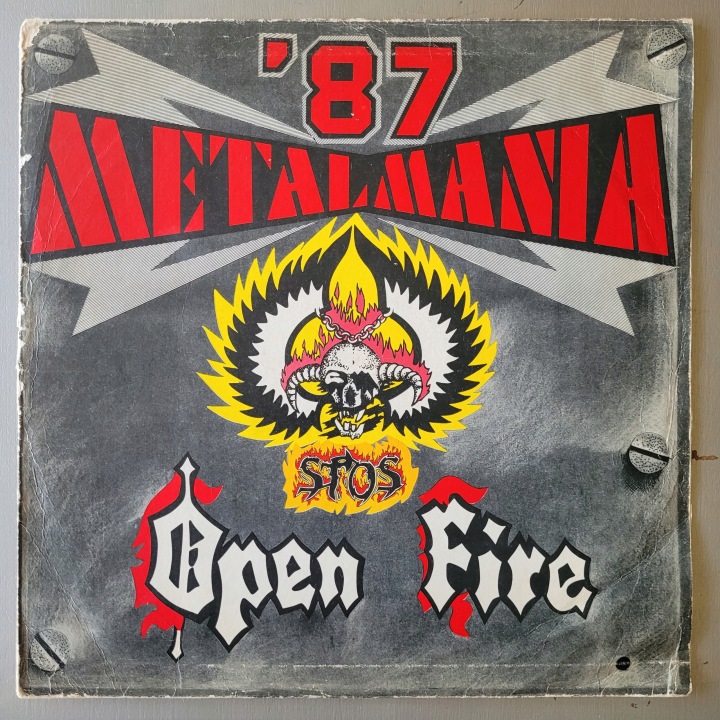 '87
METALMANIA
STOS
Open Fire